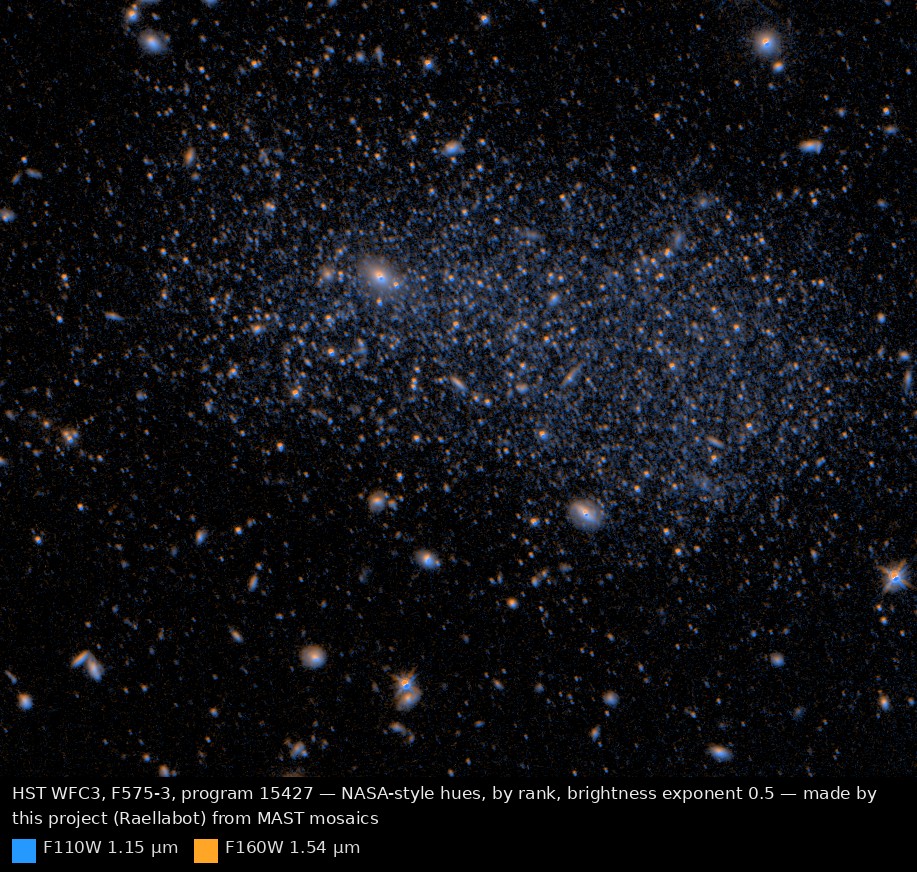 HST WFC3, F575-3, program 15427 — NASA-style hues, by rank, brightness exponent 0.5 — made by
this project (Raellabot) from MAST mosaics
F110W 1.15 µm F160W 1.54 µm